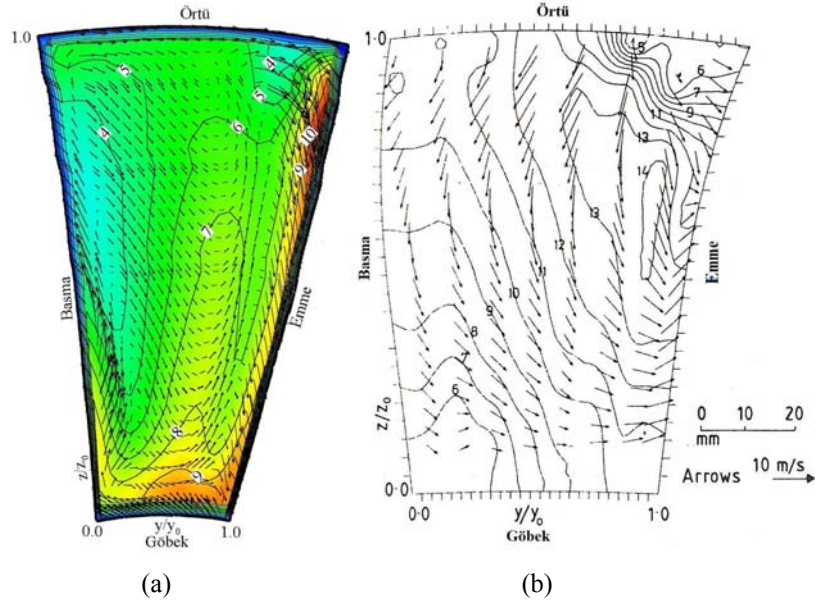 Örtü
1.0
5
4
4
5
6
10
9
7
8
9
Basma
Emme
z/z₀
0.0
y/y₀
1.0
Göbek
(a)
Örtü
1·0
5
6
7
9
11
13
14
13
12
11
10
9
8
7
6
Basma
Emme
z/z₀
0·0
0·0
y/y₀
1·0
Göbek
0 10 20
mm
Arrows 10 m/s
(b)